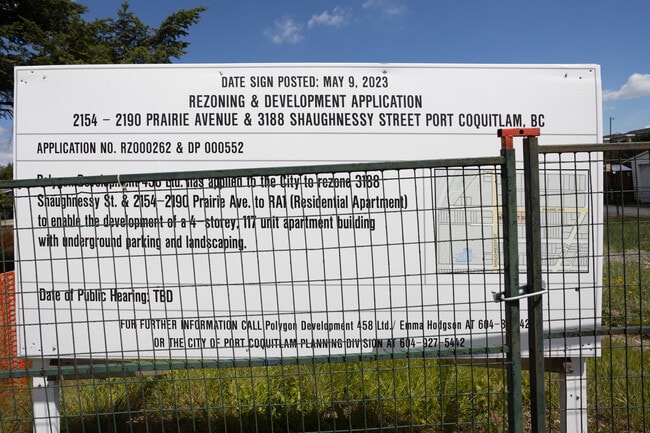 DATE SIGN POSTED: MAY 9, 2023
REZONING & DEVELOPMENT APPLICATION
2154 – 2190 PRAIRIE AVENUE & 3188 SHAUGHNESSY STREET PORT COQUITLAM, BC
APPLICATION NO. RZ000262 & DP 000552
Polygon Development 458 Ltd. has applied to the City to rezone 3188
Shaughnessy St. & 2154–2190 Prairie Ave. to RA1 (Residential Apartment)
to enable the development of a 4–storey, 117 unit apartment building
with underground parking and landscaping.
Date of Public Hearing: TBD
FOR FURTHER INFORMATION CALL Polygon Development 458 Ltd./ Emma Hodgson AT 604-
OR THE CITY OF PORT COQUITLAM PLANNING DIVISION AT 604-927-5442